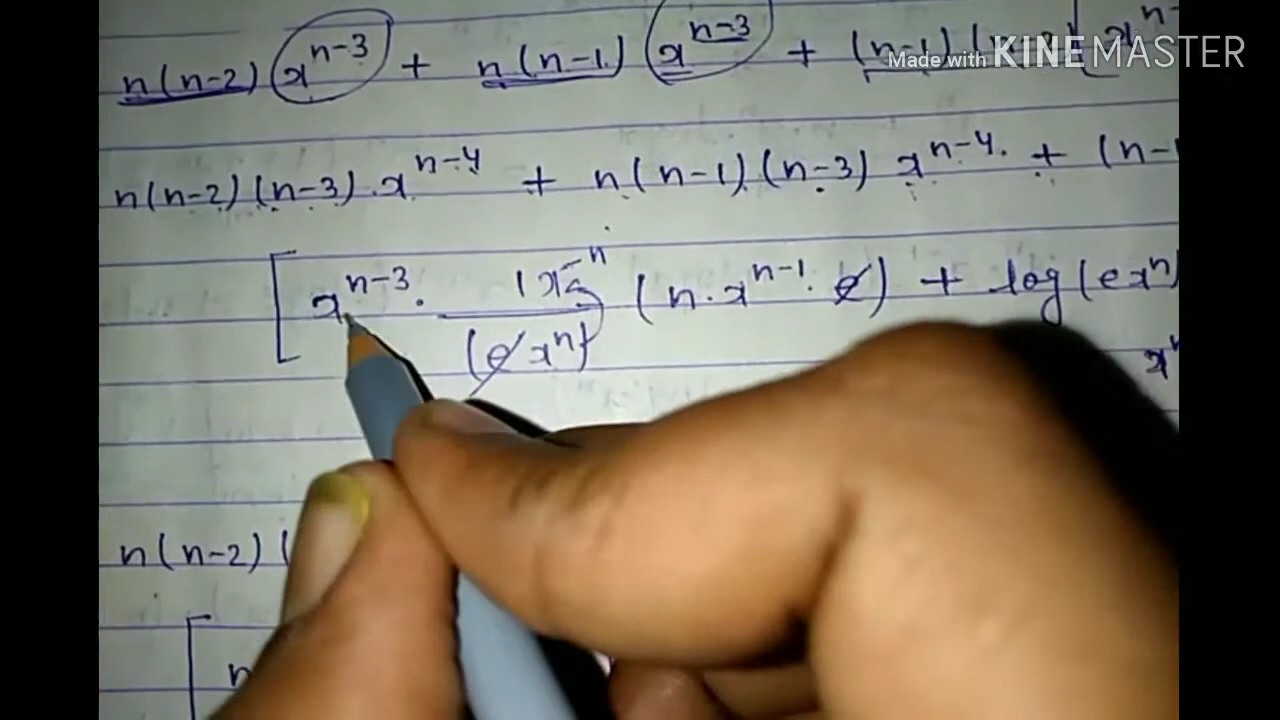 n(n-2) x^{n-3} + n(n-1) x^{n-3} + (n-1)
Made with KINEMASTER
n(n-2)(n-3).x^{n-4} + n(n-1)(n-3) x^{n-4}. + (n-1
[ x^{n-3}. (n.x^{n-1}. e) + log(ex^n)
(e x^n)
n(n-2)(
[ n